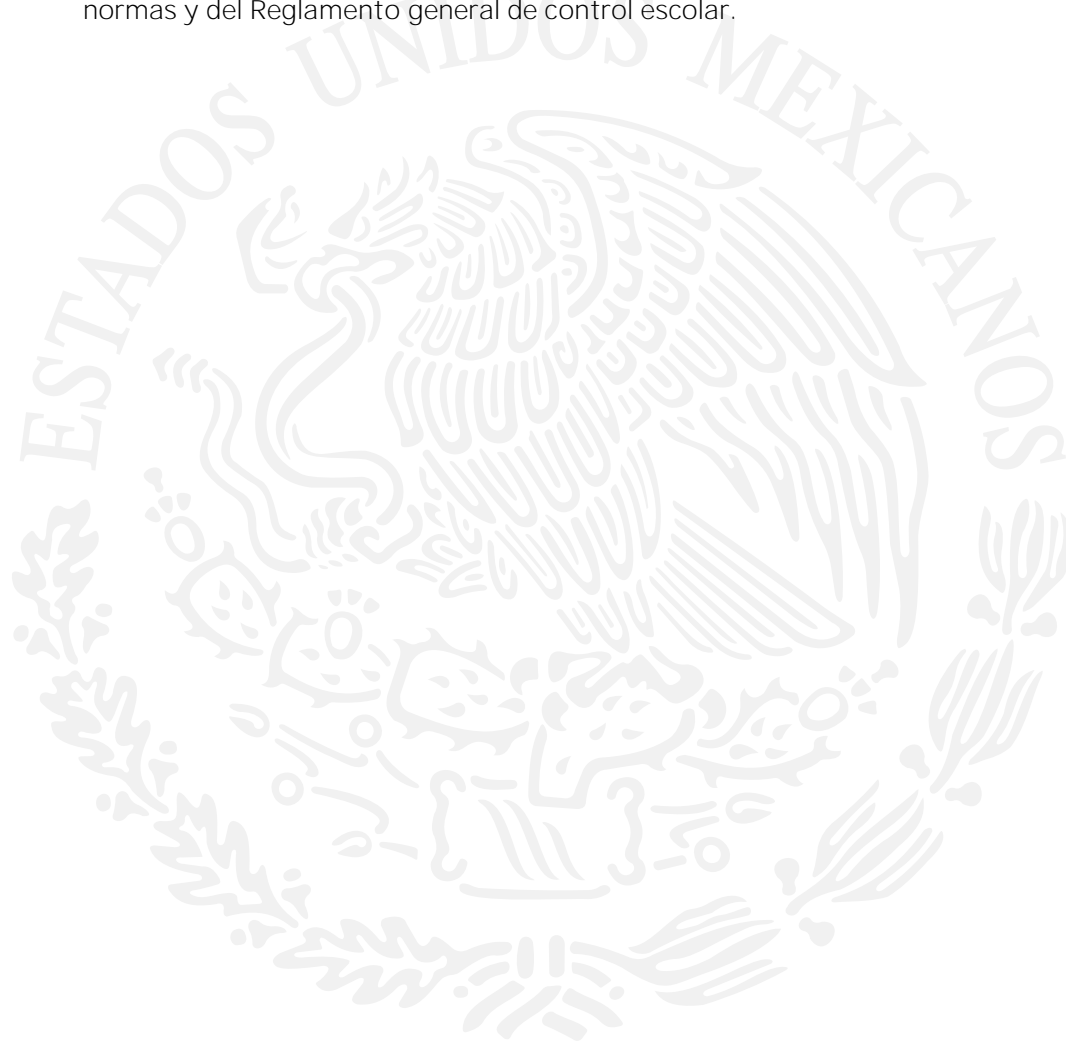 normas y del Reglamento general de control escolar.
ESTADOS UNIDOS MEXICANOS